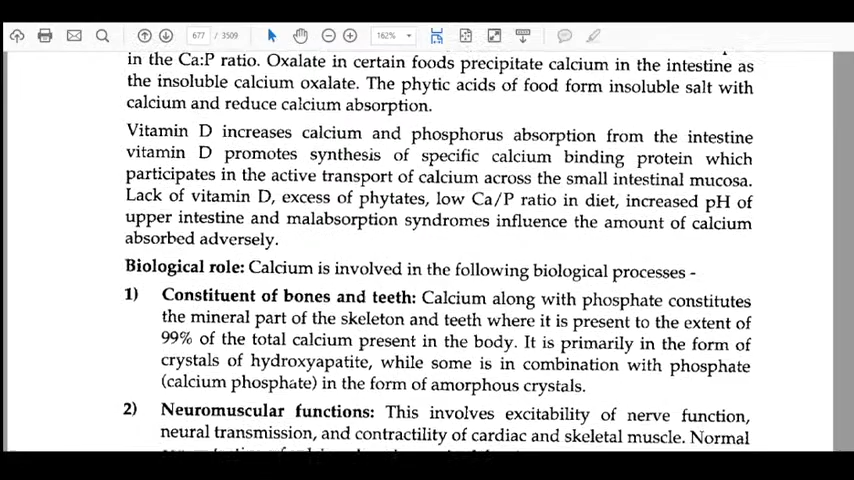 677 / 3509
162%
in the Ca:P ratio. Oxalate in certain foods precipitate calcium in the intestine as
the insoluble calcium oxalate. The phytic acids of food form insoluble salt with
calcium and reduce calcium absorption.
Vitamin D increases calcium and phosphorus absorption from the intestine
vitamin D promotes synthesis of specific calcium binding protein which
participates in the active transport of calcium across the small intestinal mucosa.
Lack of vitamin D, excess of phytates, low Ca/P ratio in diet, increased pH of
upper intestine and malabsorption syndromes influence the amount of calcium
absorbed adversely.
Biological role: Calcium is involved in the following biological processes -
1) Constituent of bones and teeth: Calcium along with phosphate constitutes
the mineral part of the skeleton and teeth where it is present to the extent of
99% of the total calcium present in the body. It is primarily in the form of
crystals of hydroxyapatite, while some is in combination with phosphate
(calcium phosphate) in the form of amorphous crystals.
2) Neuromuscular functions: This involves excitability of nerve function,
neural transmission, and contractility of cardiac and skeletal muscle. Normal